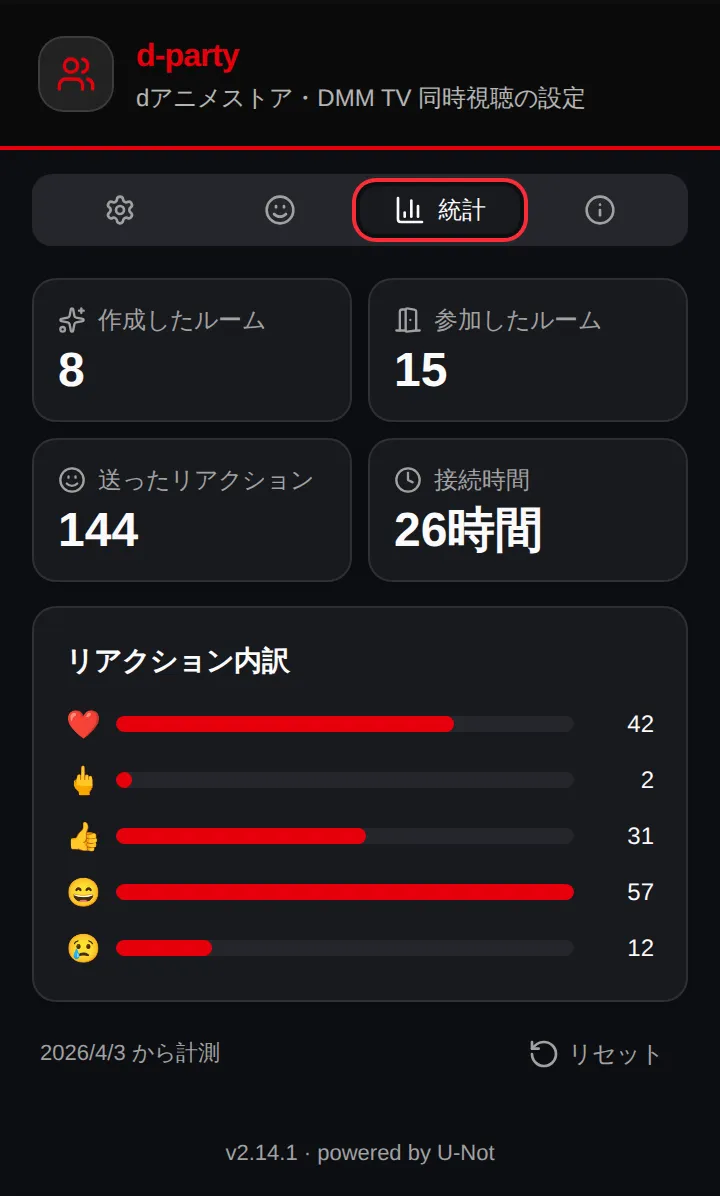 d-party
dアニメストア・DMM TV 同時視聴の設定
統計
作成したルーム
8
参加したルーム
15
送ったリアクション
144
接続時間
26時間
リアクション内訳
42
2
31
57
12
2026/4/3 から計測
リセット
v2.14.1 · powered by U-Not